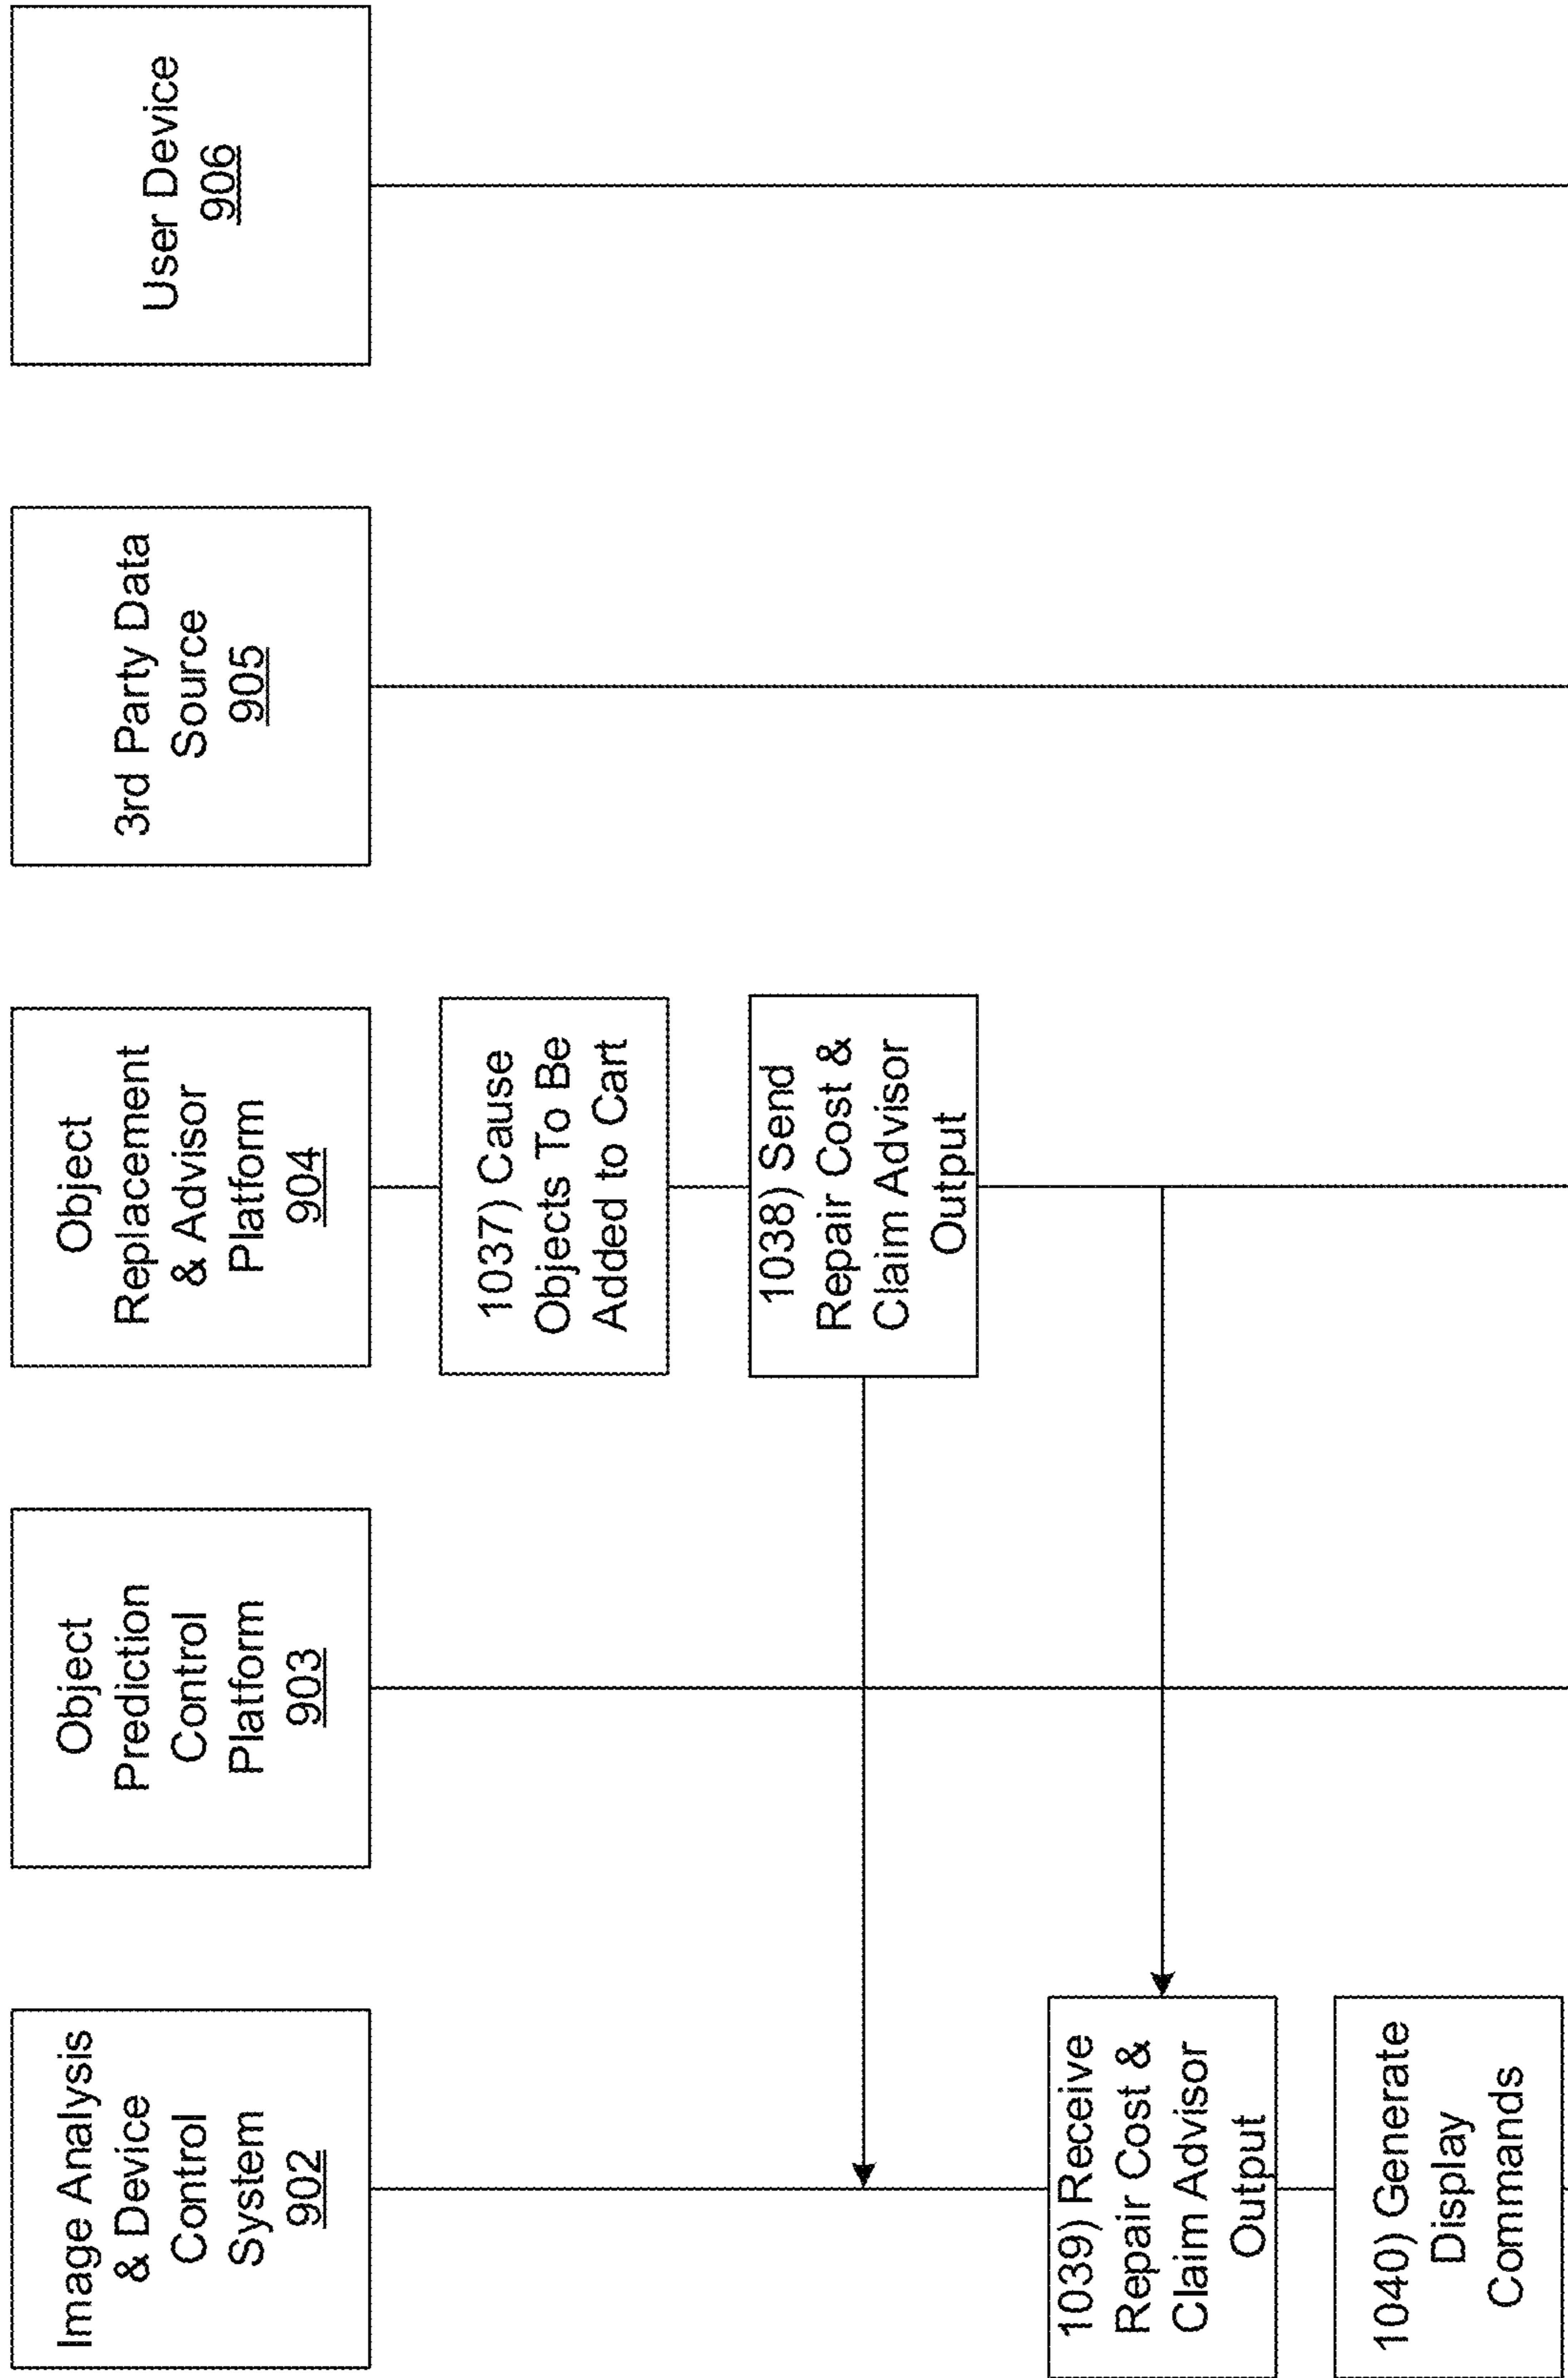 Image Analysis
& Device
Control
System
902
Object
Prediction
Control
Platform
903
Object
Replacement
& Advisor
Platform
904
3rd Party Data
Source
905
User Device
906
1037) Cause
Objects To Be
Added to Cart
1038) Send
Repair Cost &
Claim Advisor
Output
1039) Receive
Repair Cost &
Claim Advisor
Output
1040) Generate
Display
Commands